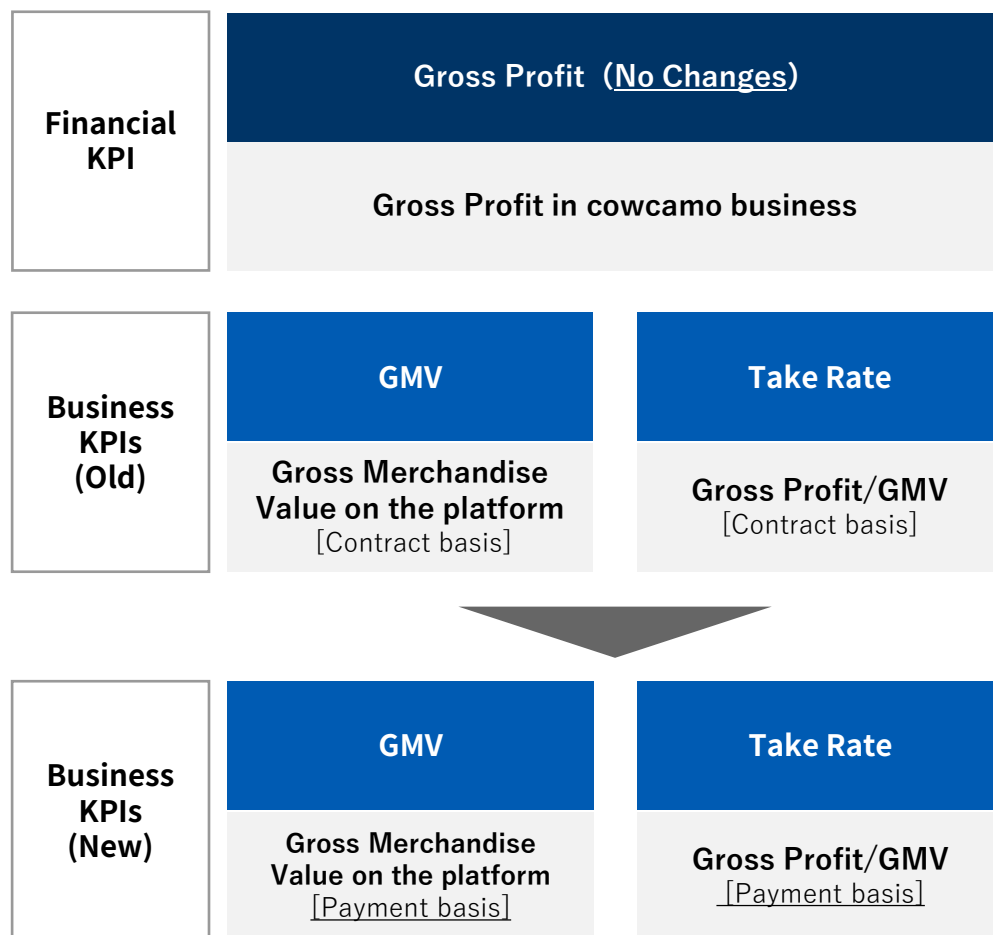 Financial
KPI
Gross Profit (No Changes)
Gross Profit in cowcamo business
Business
KPIs
(Old)
GMV
Gross Merchandise
Value on the platform
[Contract basis]
Take Rate
Gross Profit/GMV
[Contract basis]
Business
KPIs
(New)
GMV
Gross Merchandise
Value on the platform
[Payment basis]
Take Rate
Gross Profit/GMV
[Payment basis]